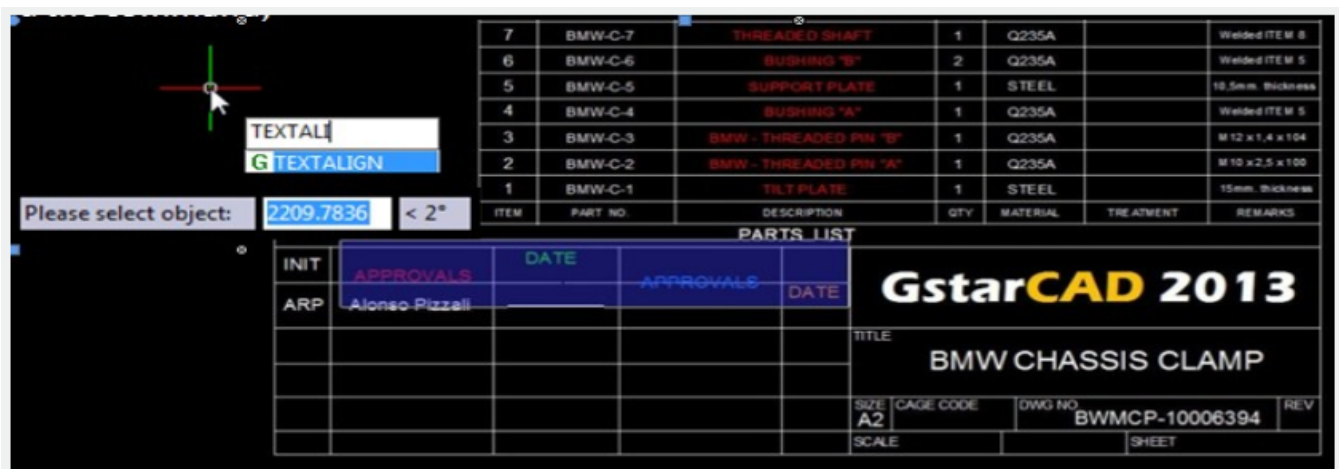 7 BMW-C-7 THREADED SHAFT 1 Q235A Welded ITEM 8
6 BMW-C-6 BUSHING "B" 2 Q235A Welded ITEM 5
5 BMW-C-5 SUPPORT PLATE 1 STEEL 10,5mm. thickness
4 BMW-C-4 BUSHING "A" 1 Q235A Welded ITEM 5
3 BMW-C-3 BMW - THREADED PIN "B" 1 Q235A M12 x 1,4 x 104
2 BMW-C-2 BMW - THREADED PIN "A" 1 Q235A M10 x 2,5 x 100
1 BMW-C-1 TILT PLATE 1 STEEL 15mm. thickness
ITEM PART NO. DESCRIPTION QTY MATERIAL TREATMENT REMARKS
PARTS LIST
TEXTALI
G TEXTALIGN
Please select object: 2209.7836 < 2°
INIT APPROVALS DATE APPROVALS DATE
ARP Alonso Pizzali
GstarCAD 2013
TITLE
BMW CHASSIS CLAMP
SIZE CAGE CODE DWG NO REV
A2 BWMCP-10006394
SCALE SHEET